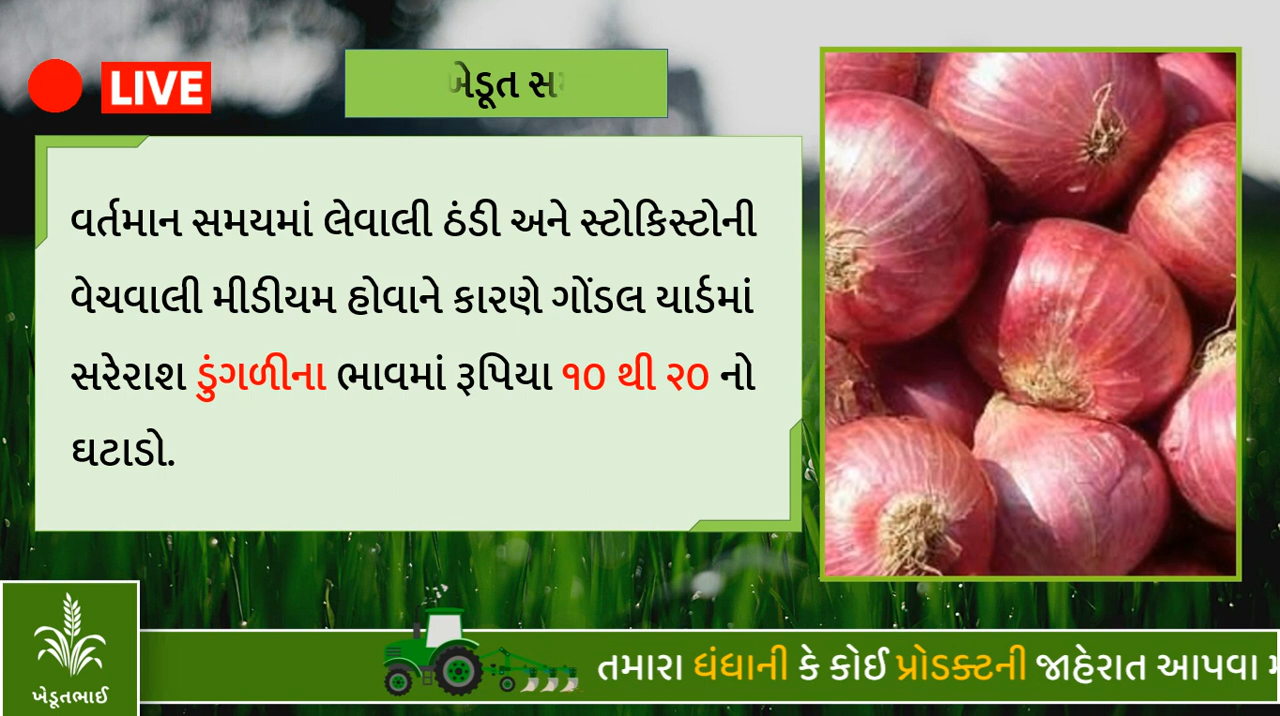 LIVE
ખેડૂત
વર્તમાન સમયમાં લેવાલી ઠંડી અને સ્ટોકિસ્ટોની
વેચવાલી મીડીયમ હોવાને કારણે ગોંડલ યાર્ડમાં
સરેરાશ ડુંગળીના ભાવમાં રૂપિયા ૧૦ થી ૨૦ નો
ઘટાડો.
તમારા ધંધાની કે કોઈ પ્રોડક્ટની જાહેરાત આપવા
ખેડૂતભાઈ